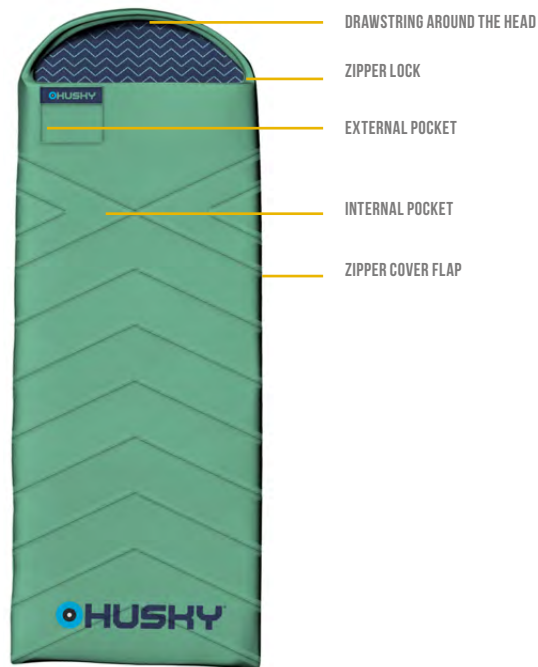 DRAWSTRING AROUND THE HEAD
ZIPPER LOCK
HUSKY
EXTERNAL POCKET
INTERNAL POCKET
ZIPPER COVER FLAP
HUSKY